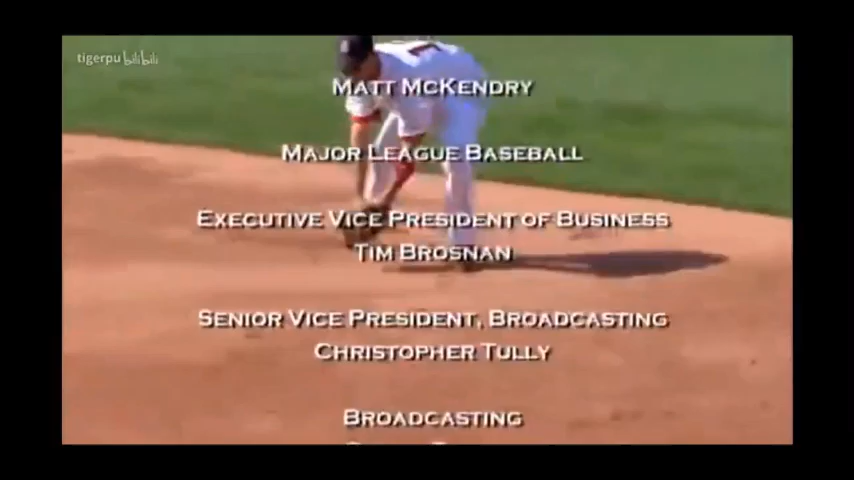 tigerpu bilibili
MATT MCKENDRY
MAJOR LEAGUE BASEBALL
EXECUTIVE VICE PRESIDENT OF BUSINESS
TIM BROSNAN
SENIOR VICE PRESIDENT, BROADCASTING
CHRISTOPHER TULLY
BROADCASTING